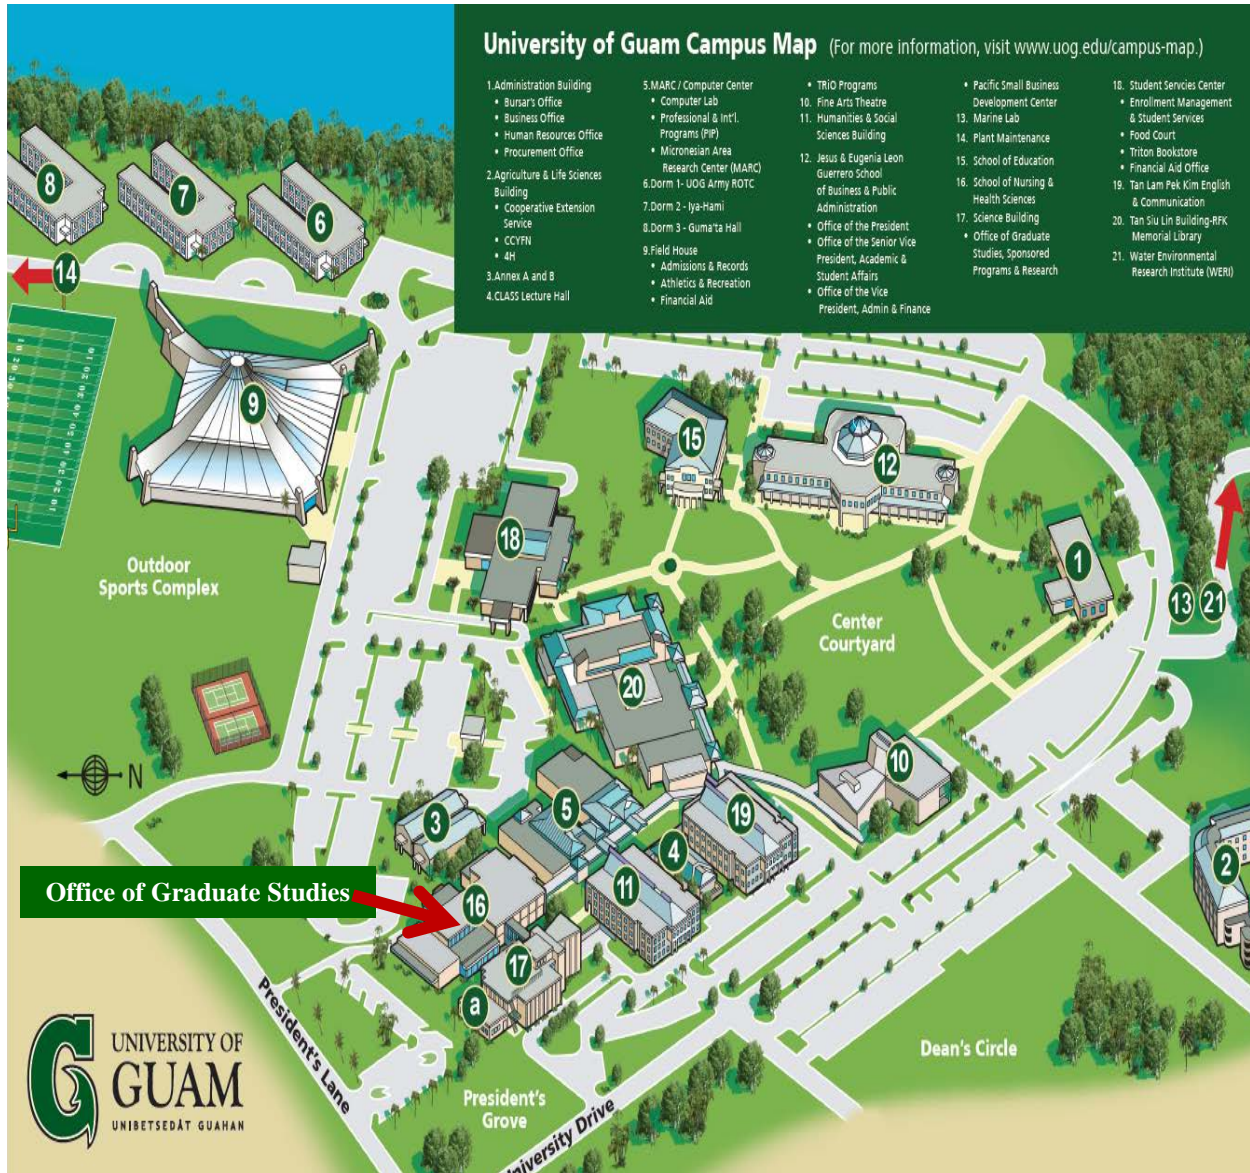 University of Guam Campus Map (For more information, visit www.uog.edu/campus-map.)
1.Administration Building
• Bursar's Office
• Business Office
• Human Resources Office
• Procurement Office
2.Agriculture & Life Sciences
Building
• Cooperative Extension
Service
• CCYFN
• 4H
3.Annex A and B
4.CLASS Lecture Hall
5.MARC / Computer Center
• Computer Lab
• Professional & Int'l.
Programs (PIP)
• Micronesian Area
Research Center (MARC)
6.Dorm 1- UOG Army ROTC
7.Dorm 2 - Iya-Hami
8.Dorm 3 - Guma'ta Hall
9.Field House
• Admissions & Records
• Athletics & Recreation
• Financial Aid
• TRiO Programs
10. Fine Arts Theatre
11. Humanities & Social
Sciences Building
12. Jesus & Eugenia Leon
Guerrero School
of Business & Public
Administration
• Office of the President
• Office of the Senior Vice
President, Academic &
Student Affairs
• Office of the Vice
President, Admin & Finance
• Pacific Small Business
Development Center
13. Marine Lab
14. Plant Maintenance
15. School of Education
16. School of Nursing &
Health Sciences
17. Science Building
• Office of Graduate
Studies, Sponsored
Programs & Research
18. Student Servcies Center
• Enrollment Management
& Student Services
• Food Court
• Triton Bookstore
• Financial Aid Office
19. Tan Lam Pek Kim English
& Communication
20. Tan Siu Lin Building-RFK
Memorial Library
21. Water Environmental
Research Institute (WERI)
8
7
6
14
9
15
12
18
1
13
21
Outdoor
Sports Complex
Center
Courtyard
20
N
10
3
5
19
4
2
11
Office of Graduate Studies
16
17
a
President's Lane
President's
Grove
University Drive
Dean's Circle
UNIVERSITY OF
GUAM
UNIBETSEDÅT GUAHAN